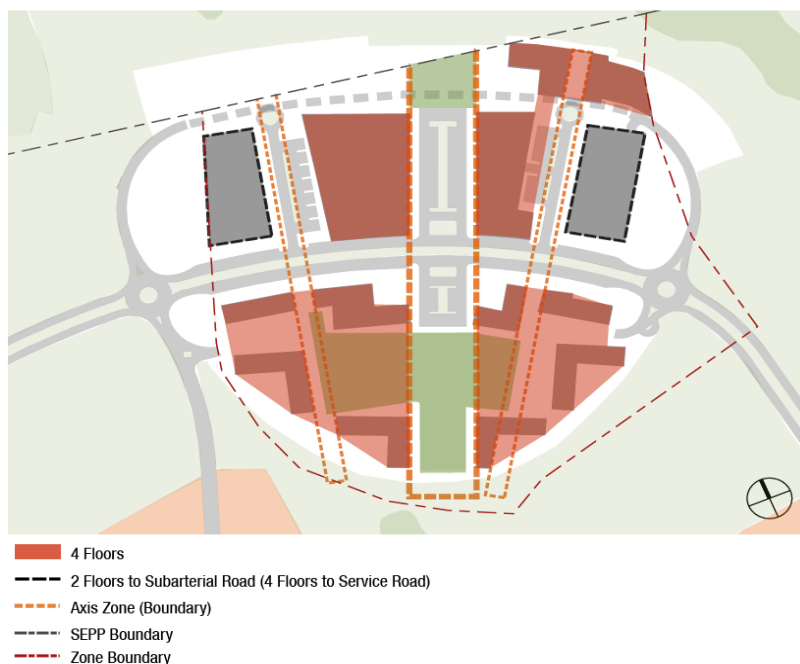 4 Floors
2 Floors to Subarterial Road (4 Floors to Service Road)
Axis Zone (Boundary)
SEPP Boundary
Zone Boundary